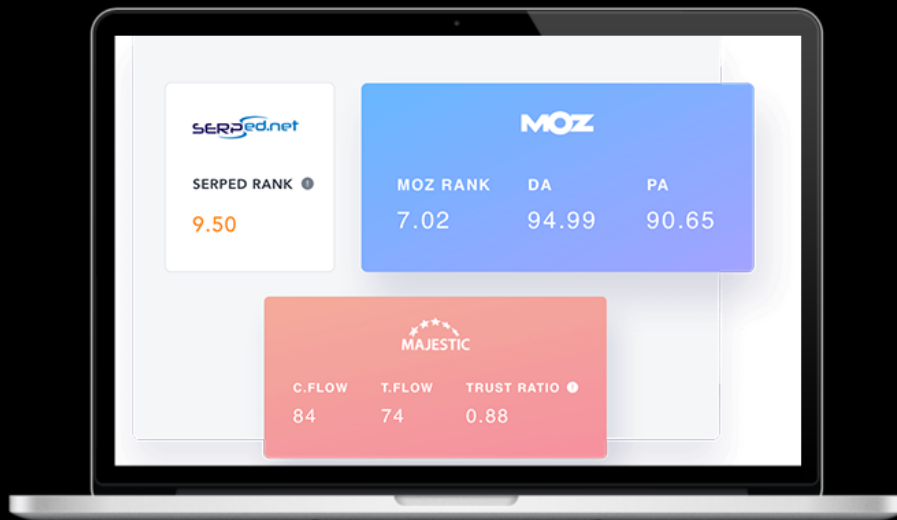 SERPed.net
SERPED RANK
9.50
MOZ
MOZ RANK DA PA
7.02 94.99 90.65
MAJESTIC
C.FLOW T.FLOW TRUST RATIO
84 74 0.88